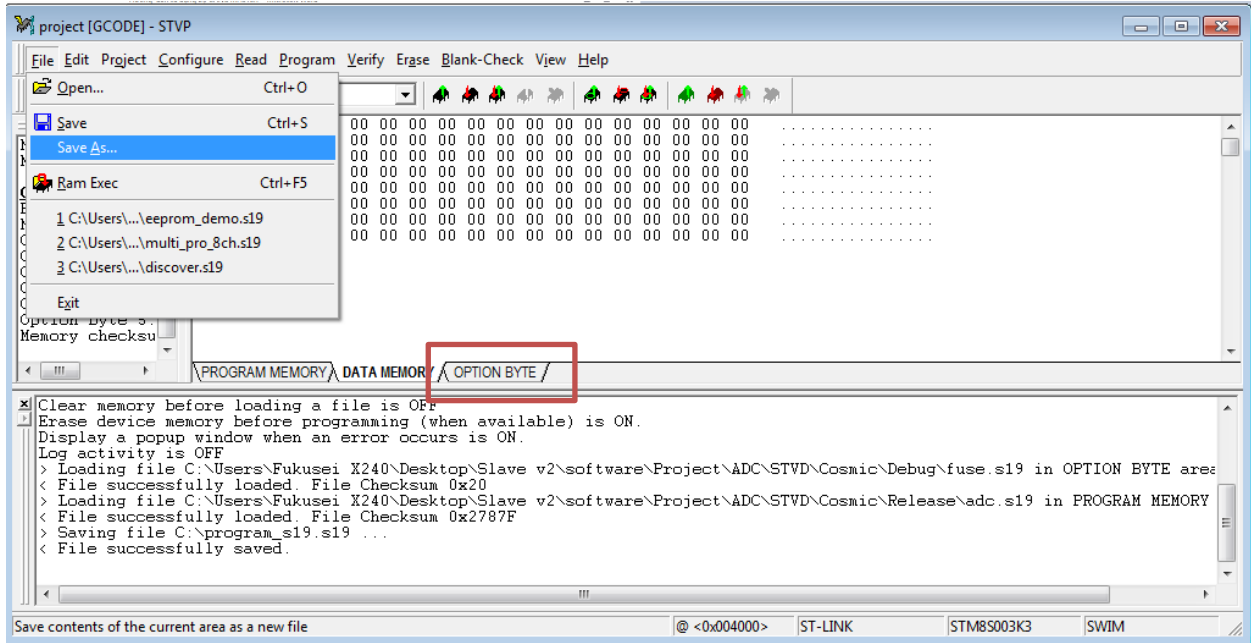 project [GCODE] - STVP
File Edit Project Configure Read Program Verify Erase Blank-Check View Help
Open... Ctrl+O
Save Ctrl+S
Save As...
Ram Exec Ctrl+F5
1 C:\Users\...\eeprom_demo.s19
2 C:\Users\...\multi_pro_8ch.s19
3 C:\Users\...\discover.s19
Exit
00 00 00 00 00 00 00 00 00 00 00 00 00 00 ................
00 00 00 00 00 00 00 00 00 00 00 00 00 00 ................
00 00 00 00 00 00 00 00 00 00 00 00 00 00 ................
00 00 00 00 00 00 00 00 00 00 00 00 00 00 ................
00 00 00 00 00 00 00 00 00 00 00 00 00 00 ................
00 00 00 00 00 00 00 00 00 00 00 00 00 00 ................
00 00 00 00 00 00 00 00 00 00 00 00 00 00 ................
00 00 00 00 00 00 00 00 00 00 00 00 00 00 ................
Option Byte 5.
Memory checksu
PROGRAM MEMORY DATA MEMORY OPTION BYTE
Clear memory before loading a file is OFF
Erase device memory before programming (when available) is ON.
Display a popup window when an error occurs is ON.
Log activity is OFF
> Loading file C:\Users\Fukusei X240\Desktop\Slave v2\software\Project\ADC\STVD\Cosmic\Debug\fuse.s19 in OPTION BYTE area
< File successfully loaded. File Checksum 0x20
> Loading file C:\Users\Fukusei X240\Desktop\Slave v2\software\Project\ADC\STVD\Cosmic\Release\adc.s19 in PROGRAM MEMORY
< File successfully loaded. File Checksum 0x2787F
> Saving file C:\program_s19.s19 ...
< File successfully saved.
Save contents of the current area as a new file @ <0x004000> ST-LINK STM8S003K3 SWIM